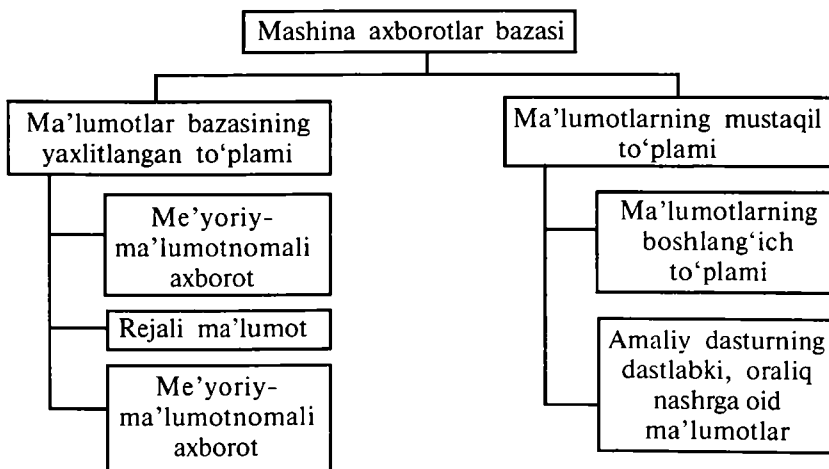 Mashina axborotlar bazasi
Ma’lumotlar bazasining
yaxlitlangan to‘plami
Me’yoriy-
ma’lumotnomali
axborot
Rejali ma’lumot
Me’yoriy-
ma’lumotnomali
axborot
Ma’lumotlarning mustaqil
to‘plami
Ma’lumotlarning
boshlang‘ich
to‘plami
Amaliy dasturning
dastlabki, oraliq
nashrga oid
ma’lumotlar